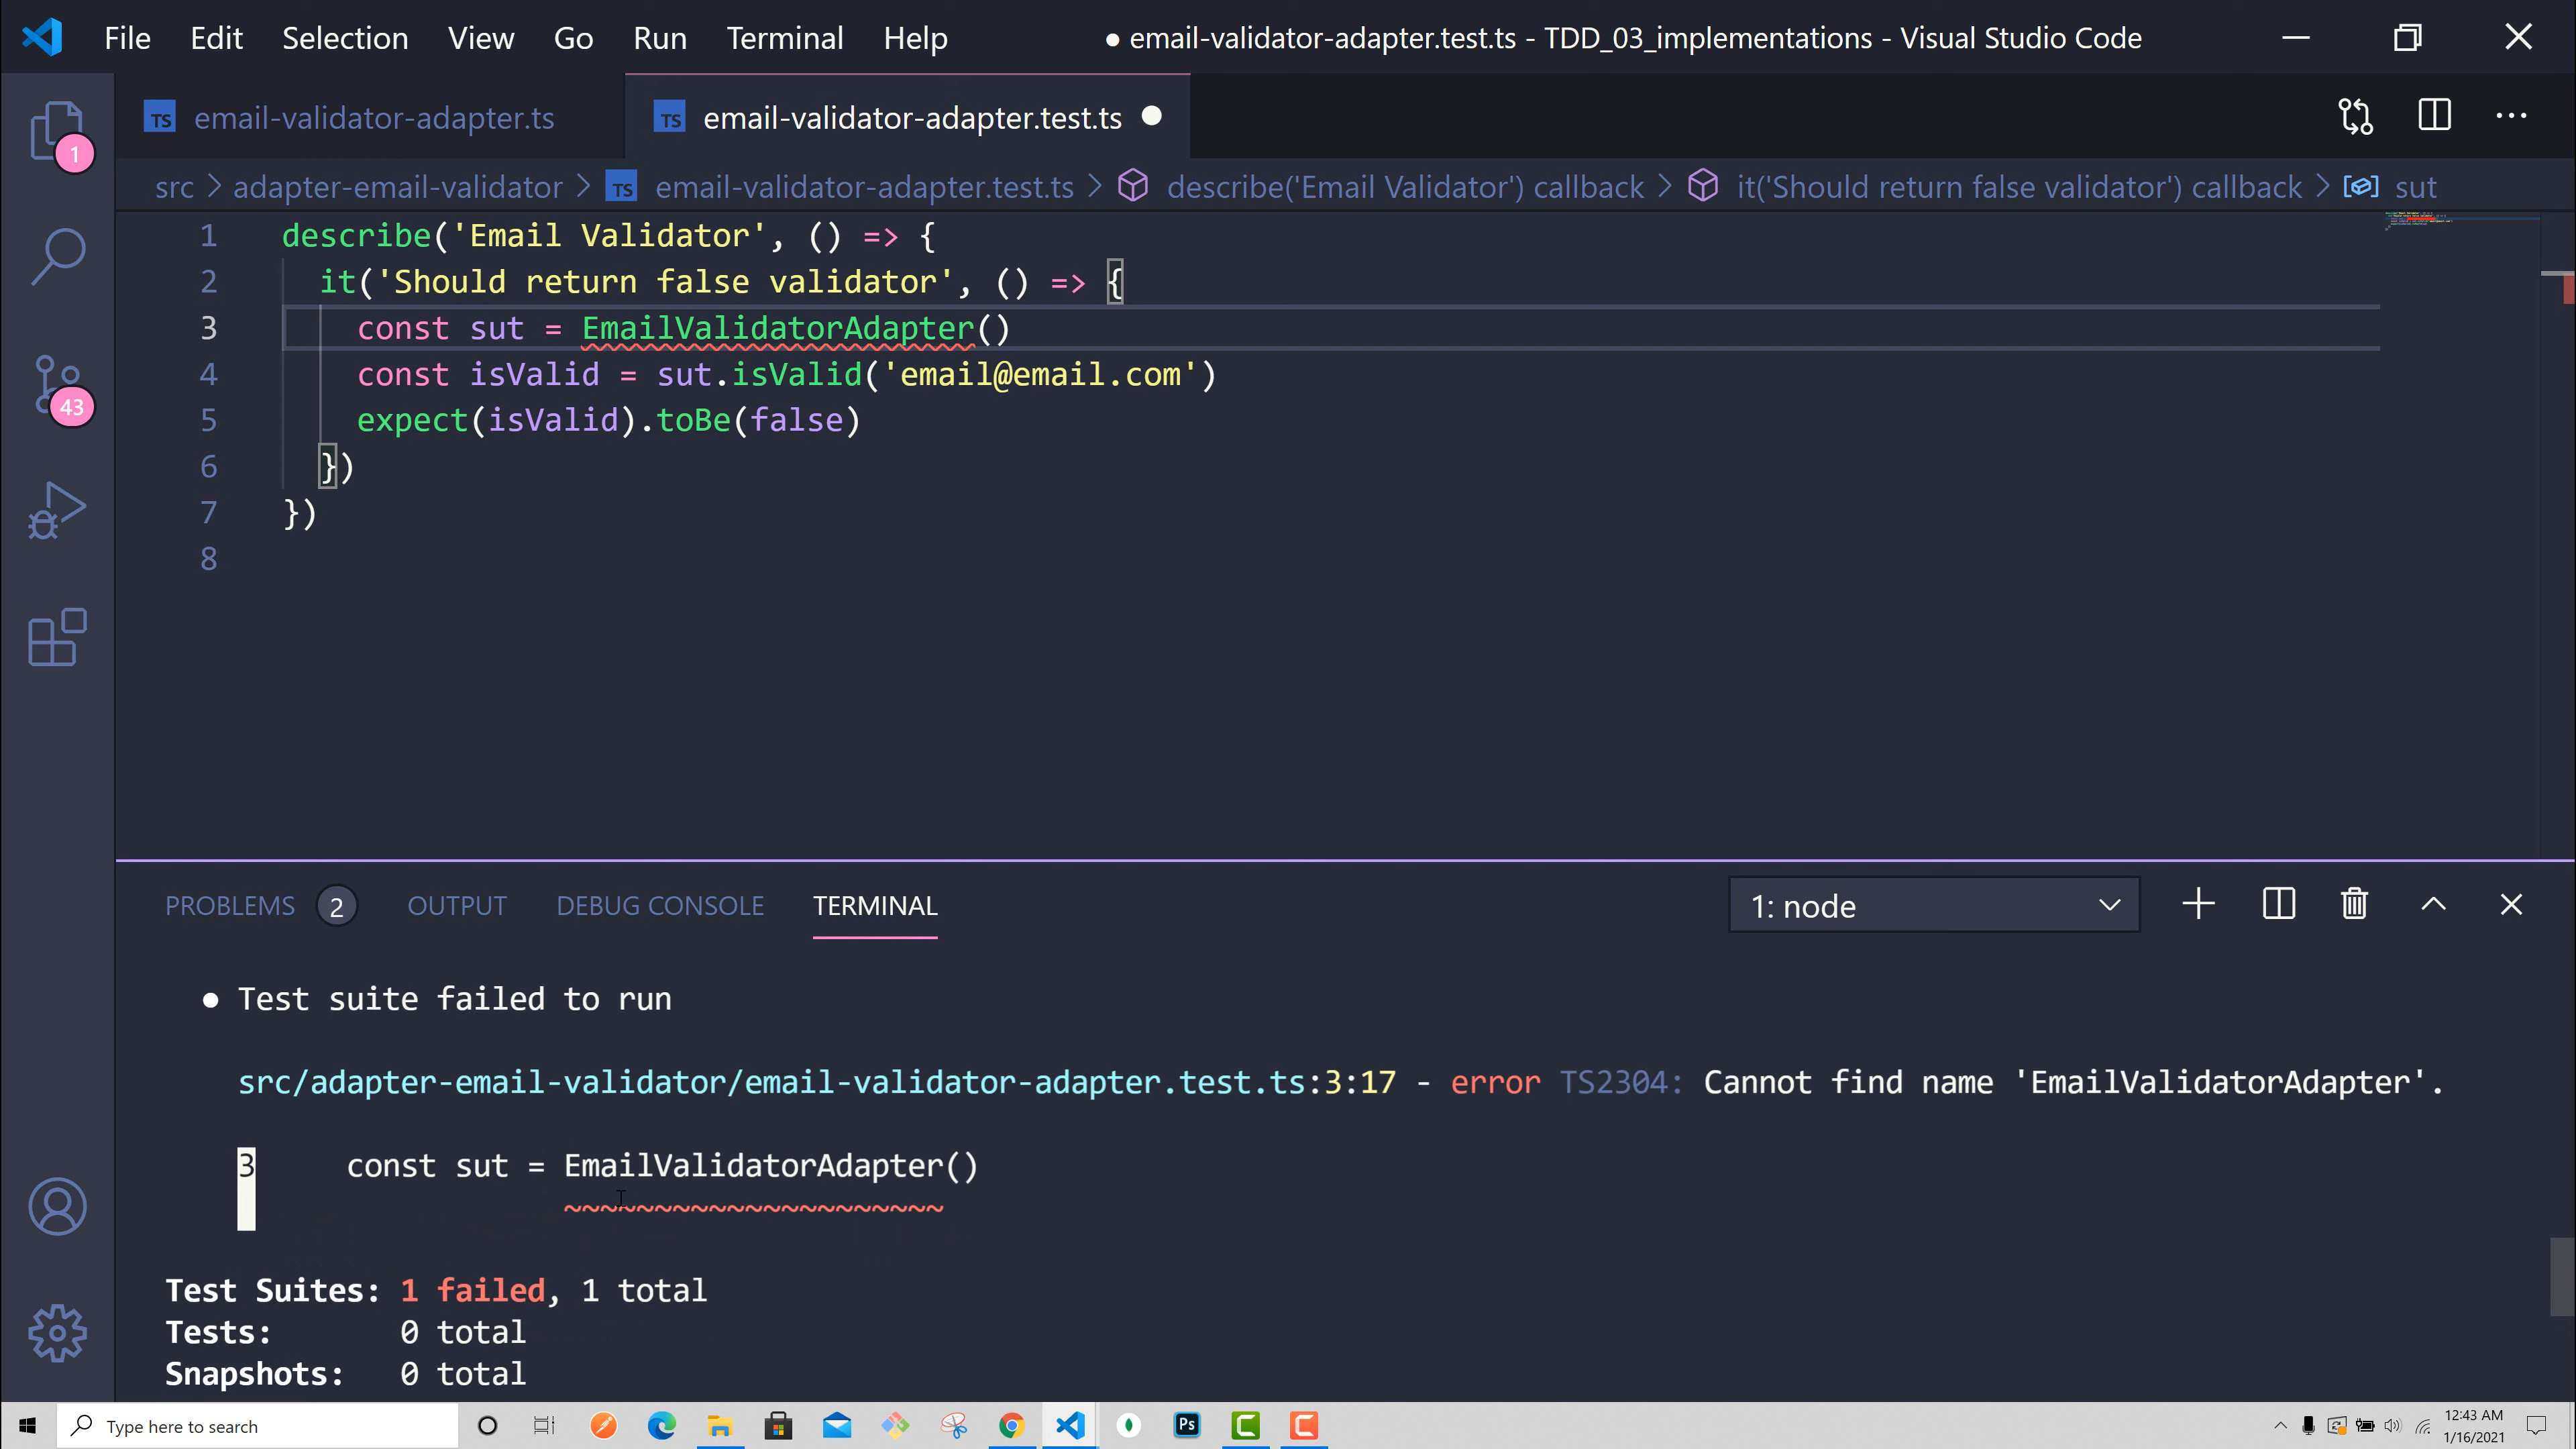 File Edit Selection View Go Run Terminal Help ● email-validator-adapter.test.ts - TDD_03_implementations - Visual Studio Code
TS email-validator-adapter.ts TS email-validator-adapter.test.ts
1
src > adapter-email-validator > TS email-validator-adapter.test.ts > describe('Email Validator') callback > it('Should return false validator') callback > sut
1 describe('Email Validator', () => {
2 it('Should return false validator', () => {
3 const sut = EmailValidatorAdapter()
4 const isValid = sut.isValid('email@email.com')
43
5 expect(isValid).toBe(false)
6 })
7 })
8
PROBLEMS 2 OUTPUT DEBUG CONSOLE TERMINAL 1: node
● Test suite failed to run
src/adapter-email-validator/email-validator-adapter.test.ts:3:17 - error TS2304: Cannot find name 'EmailValidatorAdapter'.
3 const sut = EmailValidatorAdapter()
~~~~~~~~~~~~~~~~~~~~~
Test Suites: 1 failed, 1 total
Tests: 0 total
Snapshots: 0 total
Type here to search
Ps
12:43 AM
1/16/2021